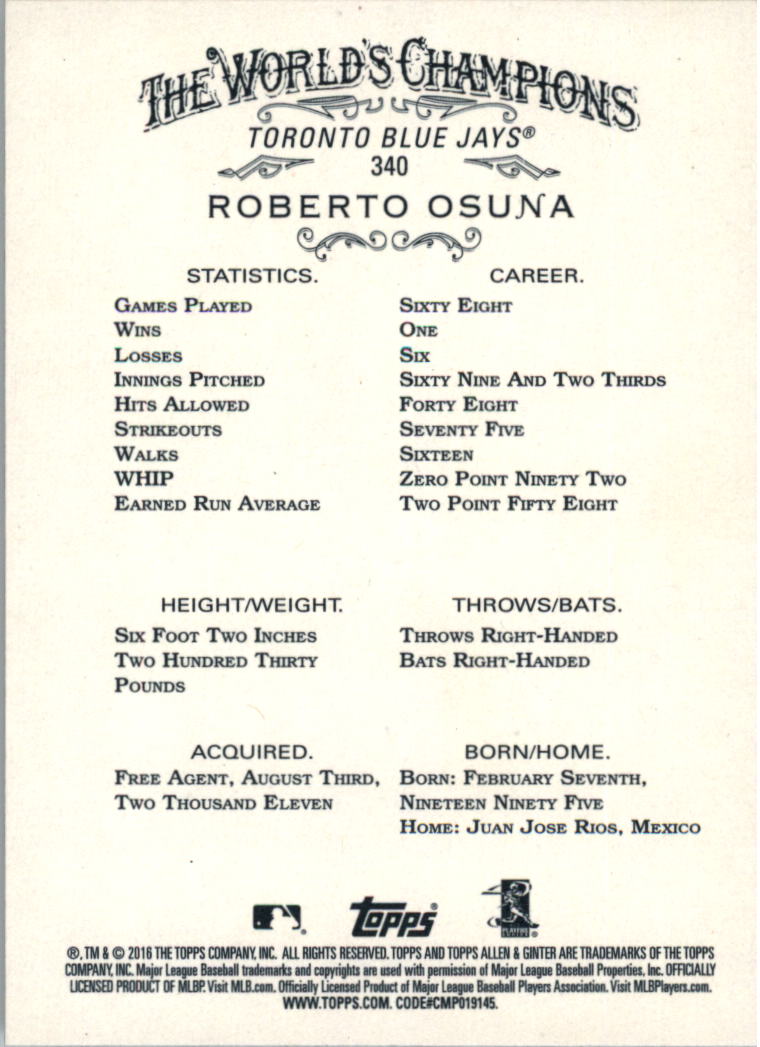 THE WORLD'S CHAMPIONS
TORONTO BLUE JAYS®
340
ROBERTO OSUNA
STATISTICS. CAREER.
GAMES PLAYED SIXTY EIGHT
WINS ONE
LOSSES SIX
INNINGS PITCHED SIXTY NINE AND TWO THIRDS
HITS ALLOWED FORTY EIGHT
STRIKEOUTS SEVENTY FIVE
WALKS SIXTEEN
WHIP ZERO POINT NINETY TWO
EARNED RUN AVERAGE TWO POINT FIFTY EIGHT
HEIGHT/WEIGHT. THROWS/BATS.
SIX FOOT TWO INCHES THROWS RIGHT-HANDED
TWO HUNDRED THIRTY BATS RIGHT-HANDED
POUNDS
ACQUIRED. BORN/HOME.
FREE AGENT, AUGUST THIRD, BORN: FEBRUARY SEVENTH,
TWO THOUSAND ELEVEN NINETEEN NINETY FIVE
HOME: JUAN JOSE RIOS, MEXICO
topps®
PLAYERS
®, TM & © 2016 THE TOPPS COMPANY, INC. ALL RIGHTS RESERVED. TOPPS AND TOPPS ALLEN & GINTER ARE TRADEMARKS OF THE TOPPS
COMPANY, INC. Major League Baseball trademarks and copyrights are used with permission of Major League Baseball Properties, Inc. OFFICIALLY
LICENSED PRODUCT OF MLBP. Visit MLB.com. Officially Licensed Product of Major League Baseball Players Association. Visit MLBPlayers.com.
WWW.TOPPS.COM. CODE#CMP019145.